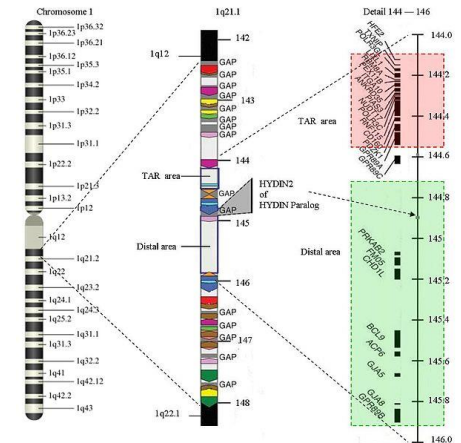 Chromosome 1
1p36.32
1p36.23
1p36.21
1p36.12
1p35.3
1p35.1
1p34.2
1p33
1p32.2
1p31.3
1p31.1
1p22.2
1p21.3
1p13.2
1p12
1q12
1q21.2
1q22
1q23.2
1q24.1
1q24.3
1q25.2
1q31.1
1q31.3
1q32.2
1q41
1q42.12
1q42.2
1q43
1q21.1
142
1q12
GAP
GAP
GAP
143
GAP
GAP
GAP
144
TAR area
GAP
HYDIN2
of
HYDIN Paralog
GAP
145
Distal area
146
GAP
GAP
147
GAP
GAP
148
1q22.1
Detail 144 — 146
HFE2
TXNIP
POLR3GL
GPR89A
GPR89C
TAR area
144.0
144.2
144.4
144.6
144.8
145
145.2
145.4
145.6
145.8
146.0
Distal area
PRKAB2
FMO5
CHD1L
BCL9
ACP6
GJA5
GJA8
GPR89B